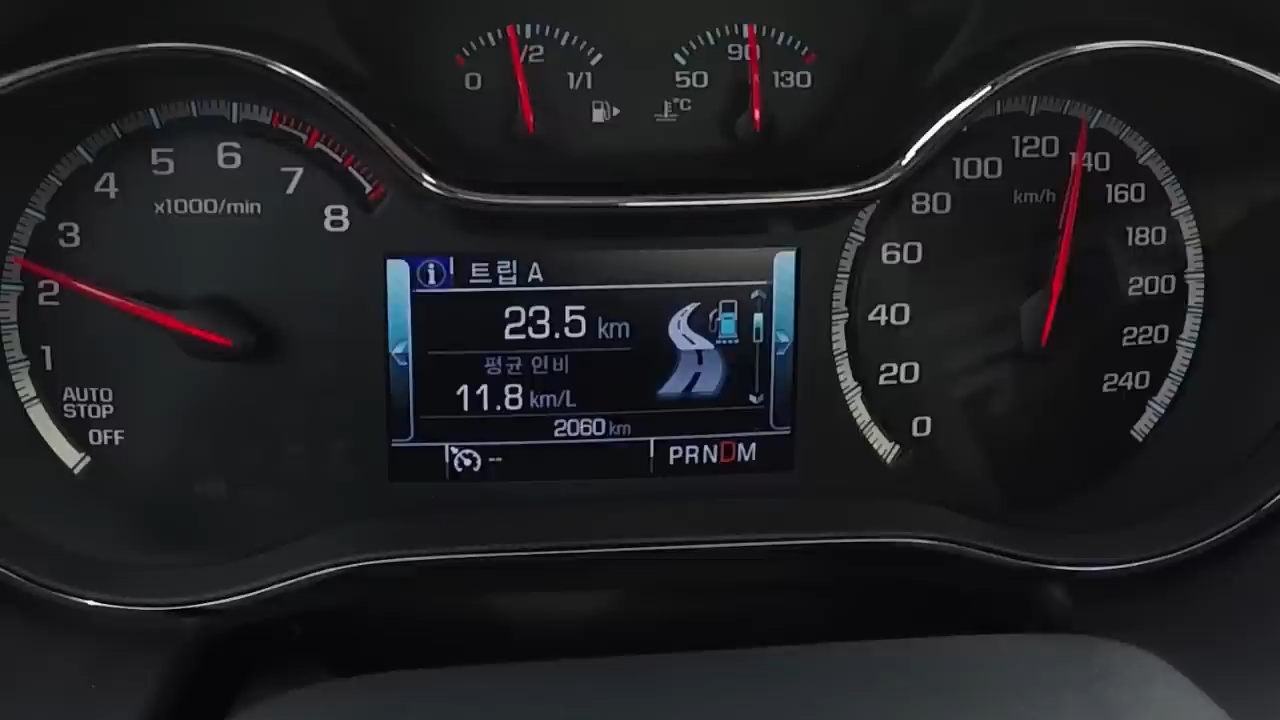 0 1/2 1/1
50 90 130
°C
1 2 3 4 5 6 7 8
x1000/min
AUTO
STOP
OFF
트립 A
23.5 km
평균 연비
11.8 km/L
2060 km
--
PRNDM
0 20 40 60 80 100 120 140 160 180 200 220 240
km/h